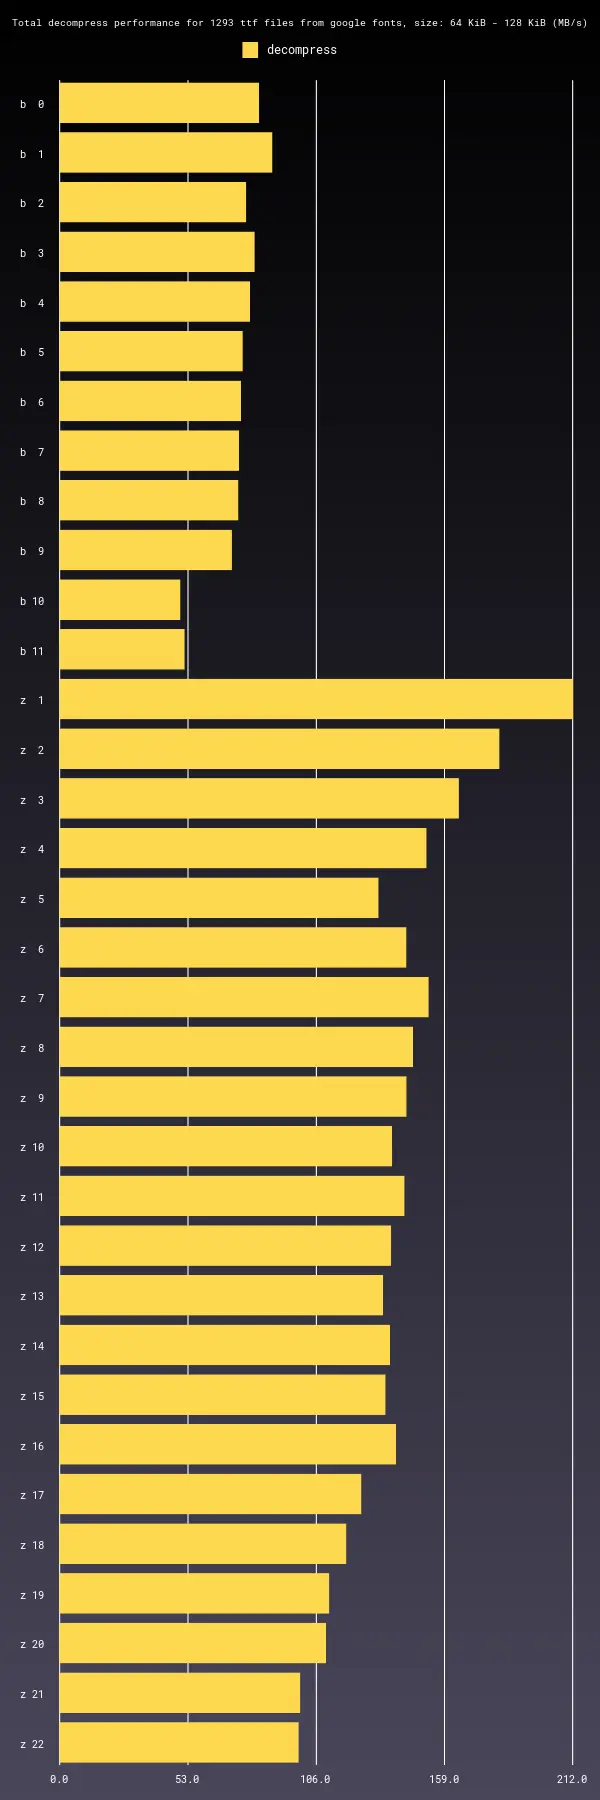 Total decompress performance for 1293 ttf files from google fonts, size: 64 KiB - 128 KiB (MB/s)
decompress
b 0
b 1
b 2
b 3
b 4
b 5
b 6
b 7
b 8
b 9
b 10
b 11
z 1
z 2
z 3
z 4
z 5
z 6
z 7
z 8
z 9
z 10
z 11
z 12
z 13
z 14
z 15
z 16
z 17
z 18
z 19
z 20
z 21
z 22
0.0 53.0 106.0 159.0 212.0